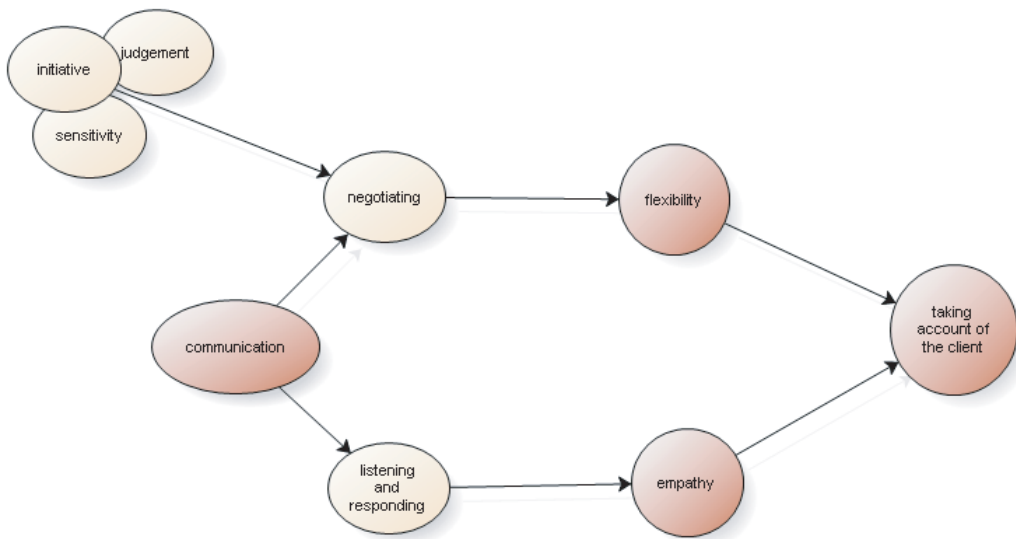 judgement
initiative
sensitivity
negotiating
flexibility
taking
account of
the client
communication
listening
and
responding
empathy